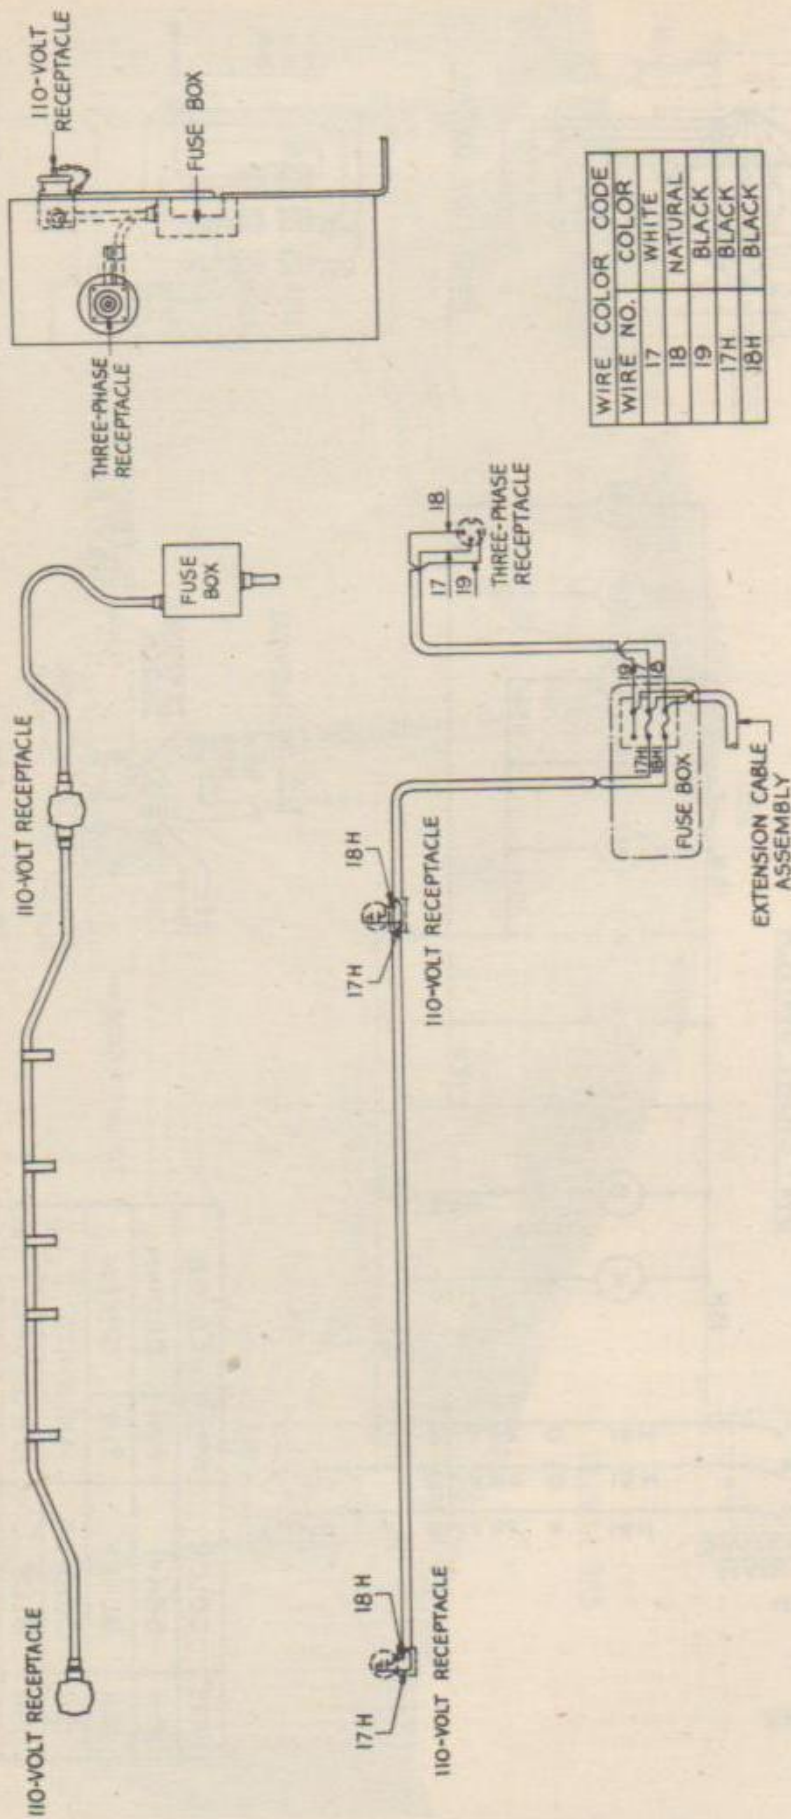 110-VOLT RECEPTACLE
110-VOLT RECEPTACLE
FUSE
BOX
THREE-PHASE
RECEPTACLE
110-VOLT
RECEPTACLE
FUSE BOX
17H
18H
110-VOLT RECEPTACLE
17H
18H
110-VOLT RECEPTACLE
17H
18H
FUSE BOX
19
17
18
EXTENSION CABLE
ASSEMBLY
17
19
18
THREE-PHASE
RECEPTACLE
WIRE COLOR CODE
WIRE NO. COLOR
17 WHITE
18 NATURAL
19 BLACK
17H BLACK
18H BLACK